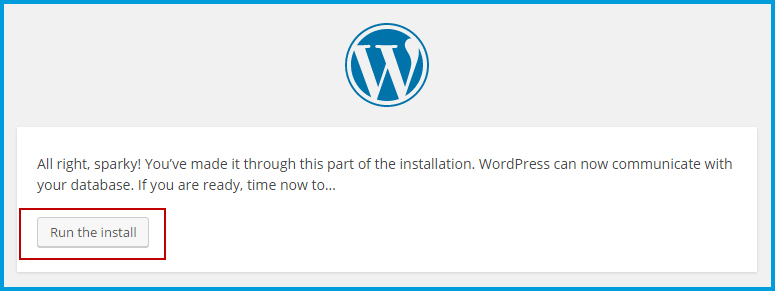 All right, sparky! You’ve made it through this part of the installation. WordPress can now communicate with
your database. If you are ready, time now to…
Run the install